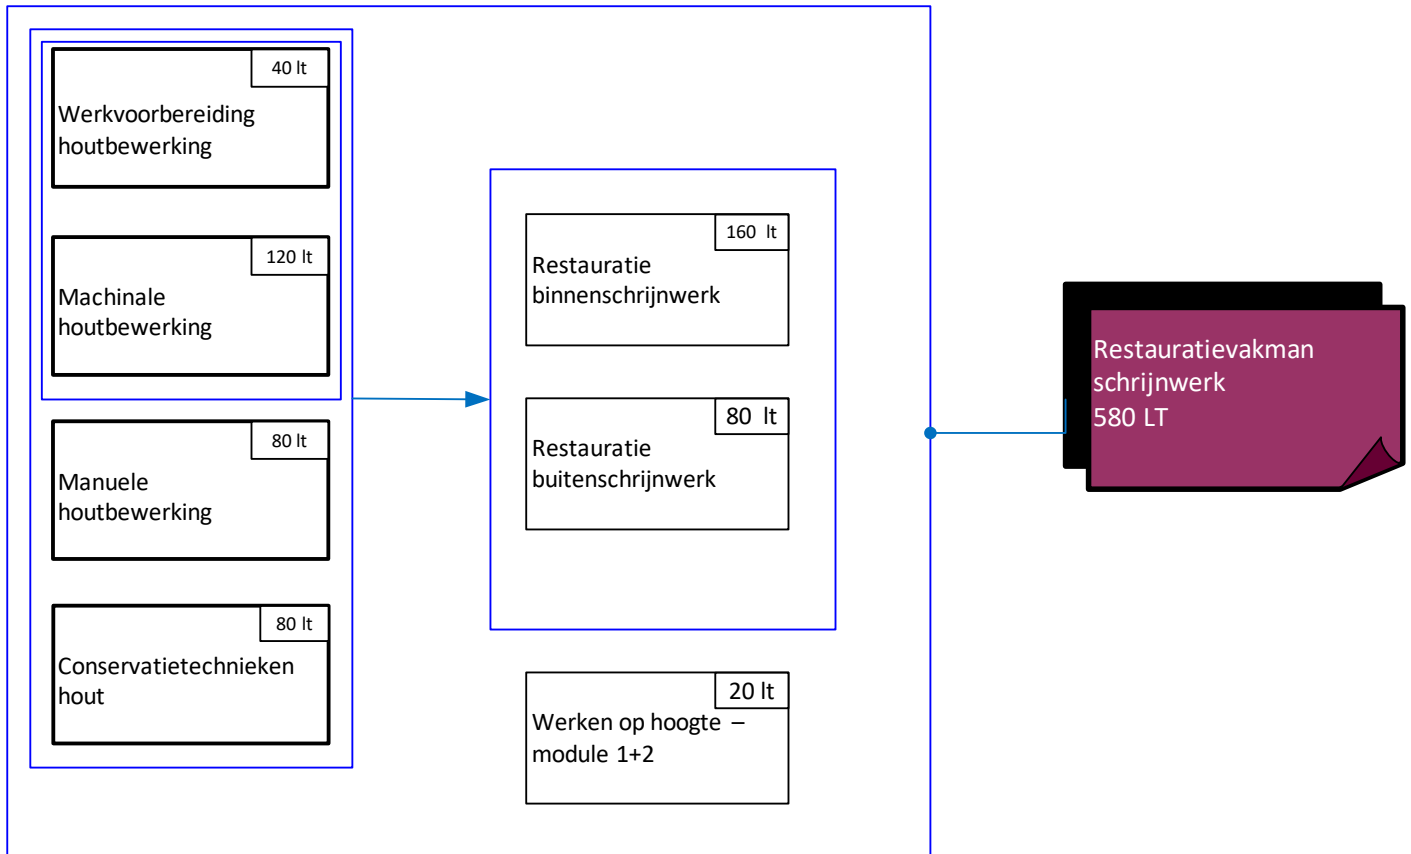 40 lt
Werkvoorbereiding
houtbewerking
120 lt
Machinale
houtbewerking
80 lt
Manuele
houtbewerking
80 lt
Conservatietechnieken
hout
160 lt
Restauratie
binnenschrijnwerk
80 lt
Restauratie
buitenschrijnwerk
20 lt
Werken op hoogte –
module 1+2
Restauratievakman
schrijnwerk
580 LT